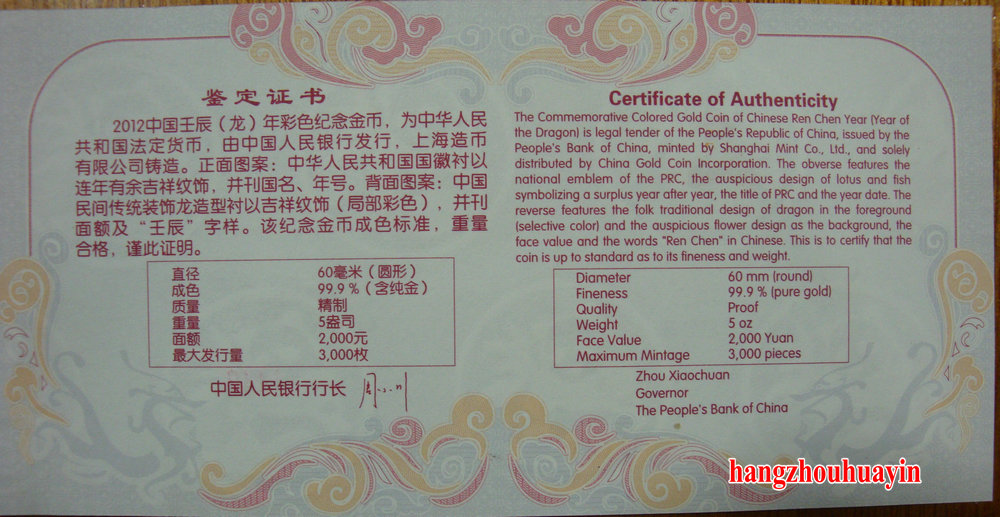 鉴定证书
2012中国壬辰（龙）年彩色纪念金币，为中华人民
共和国法定货币，由中国人民银行发行，上海造币
有限公司铸造。正面图案：中华人民共和国国徽衬以
连年有余吉祥纹饰，并刊国名、年号。背面图案：中国
民间传统装饰龙造型衬以吉祥纹饰（局部彩色），并刊
面额及“壬辰”字样。该纪念金币成色标准，重量
合格，谨此证明。
直径 60毫米（圆形）
成色 99.9％（含纯金）
质量 精制
重量 5盎司
面额 2,000元
最大发行量 3,000枚
中国人民银行行长 周小川
Certificate of Authenticity
The Commemorative Colored Gold Coin of Chinese Ren Chen Year (Year of
the Dragon) is legal tender of the People's Republic of China, issued by the
People's Bank of China, minted by Shanghai Mint Co., Ltd., and solely
distributed by China Gold Coin Incorporation. The obverse features the
national emblem of the PRC, the auspicious design of lotus and fish
symbolizing a surplus year after year, the title of PRC and the year date. The
reverse features the folk traditional design of dragon in the foreground
(selective color) and the auspicious flower design as the background, the
face value and the words "Ren Chen" in Chinese. This is to certify that the
coin is up to standard as to its fineness and weight.
Diameter 60 mm (round)
Fineness 99.9 % (pure gold)
Quality Proof
Weight 5 oz
Face Value 2,000 Yuan
Maximum Mintage 3,000 pieces
Zhou Xiaochuan
Governor
The People's Bank of China
hangzhouhuayin